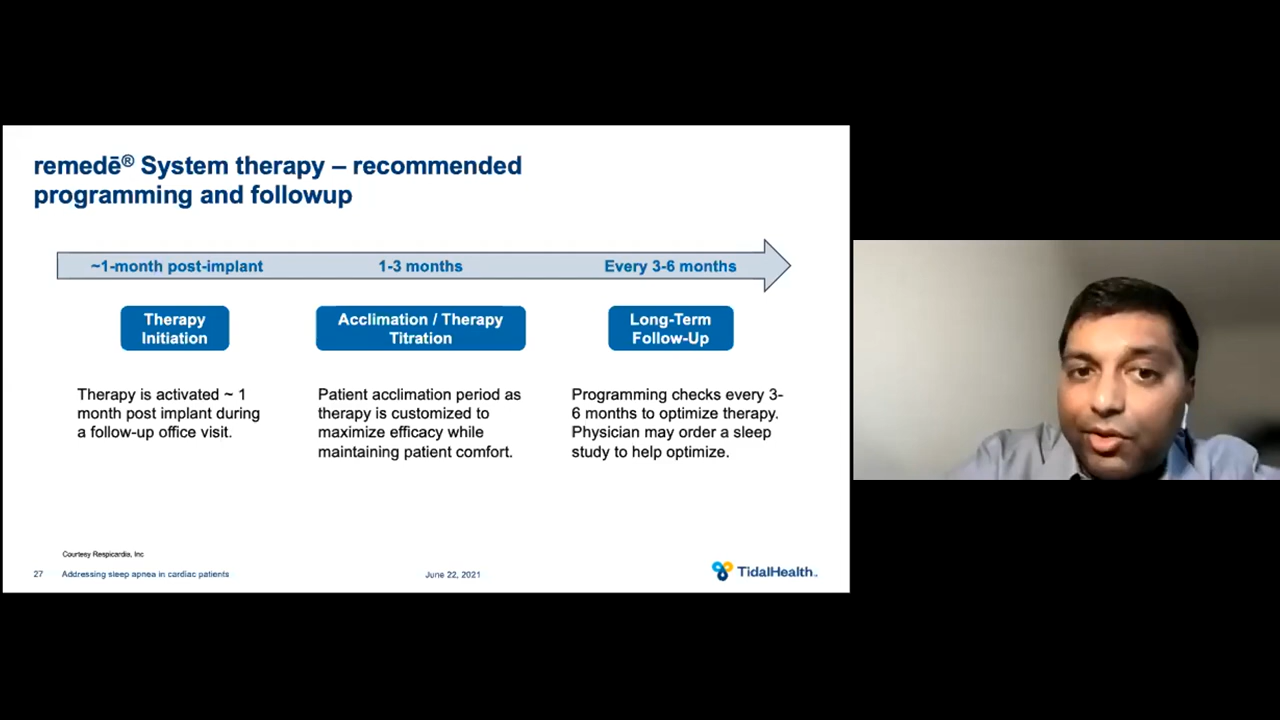 remedē® System therapy – recommended
programming and followup
~1-month post-implant
1-3 months
Every 3-6 months
Therapy
Initiation
Acclimation / Therapy
Titration
Long-Term
Follow-Up
Therapy is activated ~ 1
month post implant during
a follow-up office visit.
Patient acclimation period as
therapy is customized to
maximize efficacy while
maintaining patient comfort.
Programming checks every 3-
6 months to optimize therapy.
Physician may order a sleep
study to help optimize.
Courtesy Respicardia, Inc
27 Addressing sleep apnea in cardiac patients
June 22, 2021
TidalHealth™